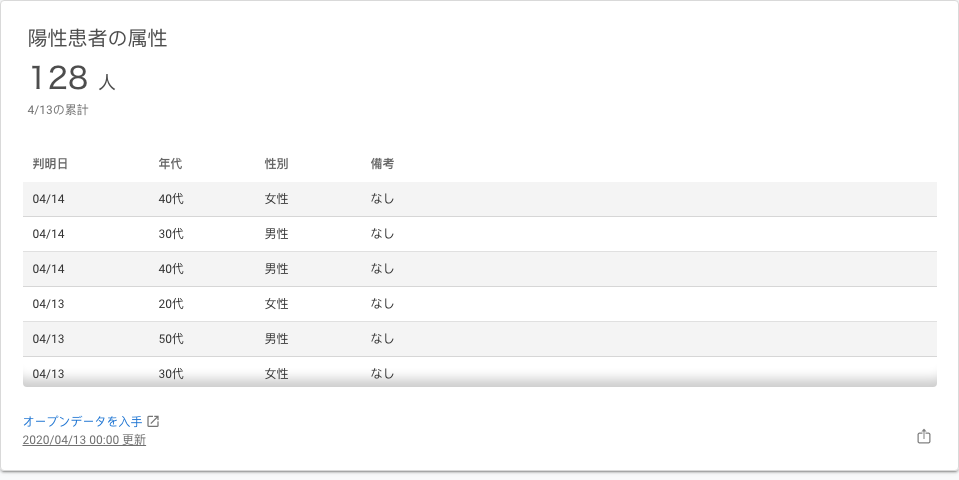 陽性患者の属性
128 人
4/13の累計
判明日 年代 性別 備考
04/14 40代 女性 なし
04/14 30代 男性 なし
04/14 40代 男性 なし
04/13 20代 女性 なし
04/13 50代 男性 なし
04/13 30代 女性 なし
オープンデータを入手
2020/04/13 00:00 更新